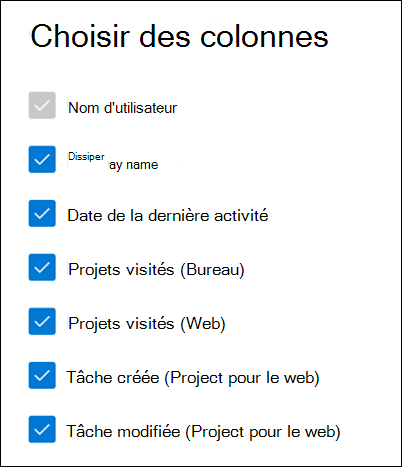 Choisir des colonnes
Nom d'utilisateur
Dissiper ay name
Date de la dernière activité
Projets visités (Bureau)
Projets visités (Web)
Tâche créée (Project pour le web)
Tâche modifiée (Project pour le web)